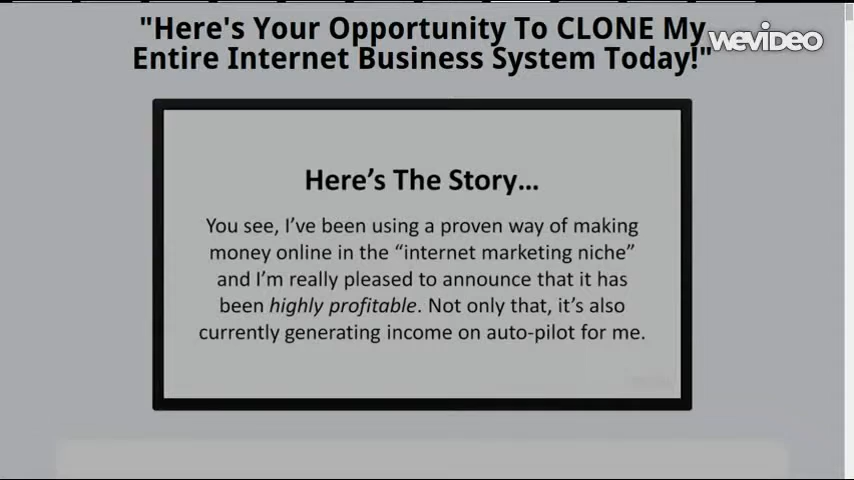 "Here's Your Opportunity To CLONE My
Entire Internet Business System Today!"
WEVIDEO
Here's The Story...
You see, I've been using a proven way of making
money online in the “internet marketing niche”
and I'm really pleased to announce that it has
been highly profitable. Not only that, it's also
currently generating income on auto-pilot for me.